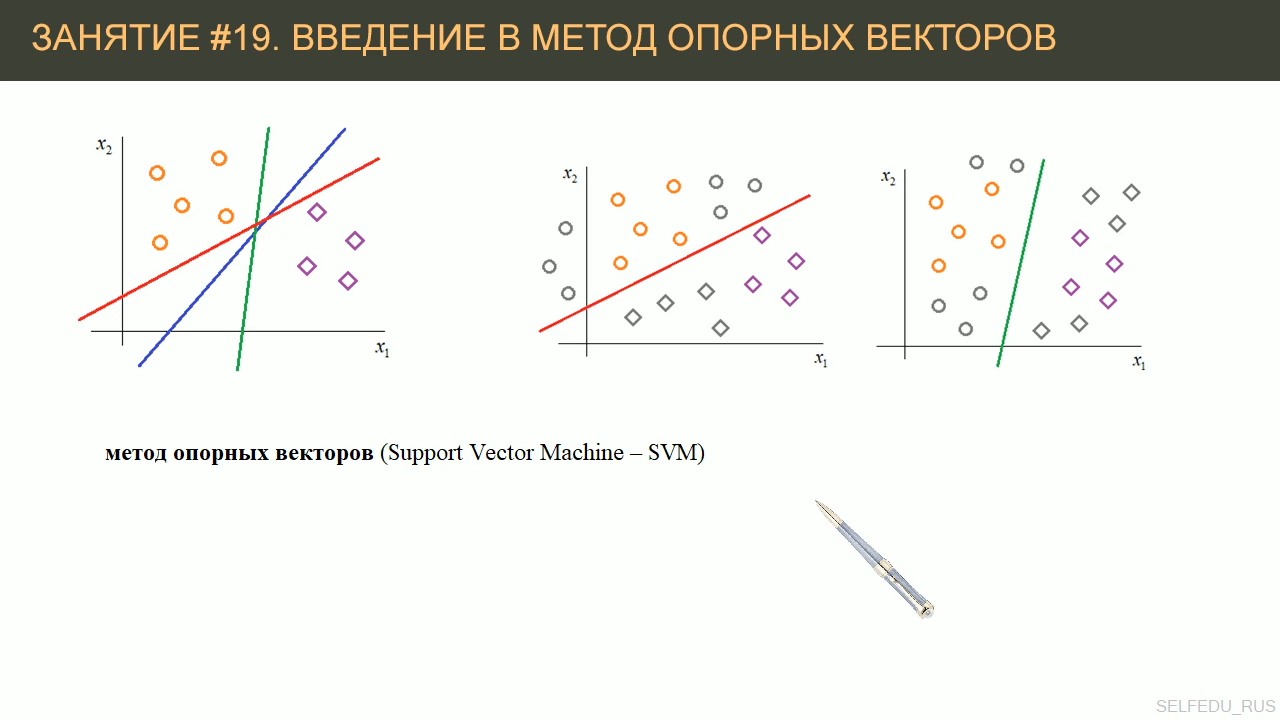 ЗАНЯТИЕ #19. ВВЕДЕНИЕ В МЕТОД ОПОРНЫХ ВЕКТОРОВ
x₂
x₁
x₂
x₁
x₂
x₁
метод опорных векторов (Support Vector Machine – SVM)
SELFEDU_RUS